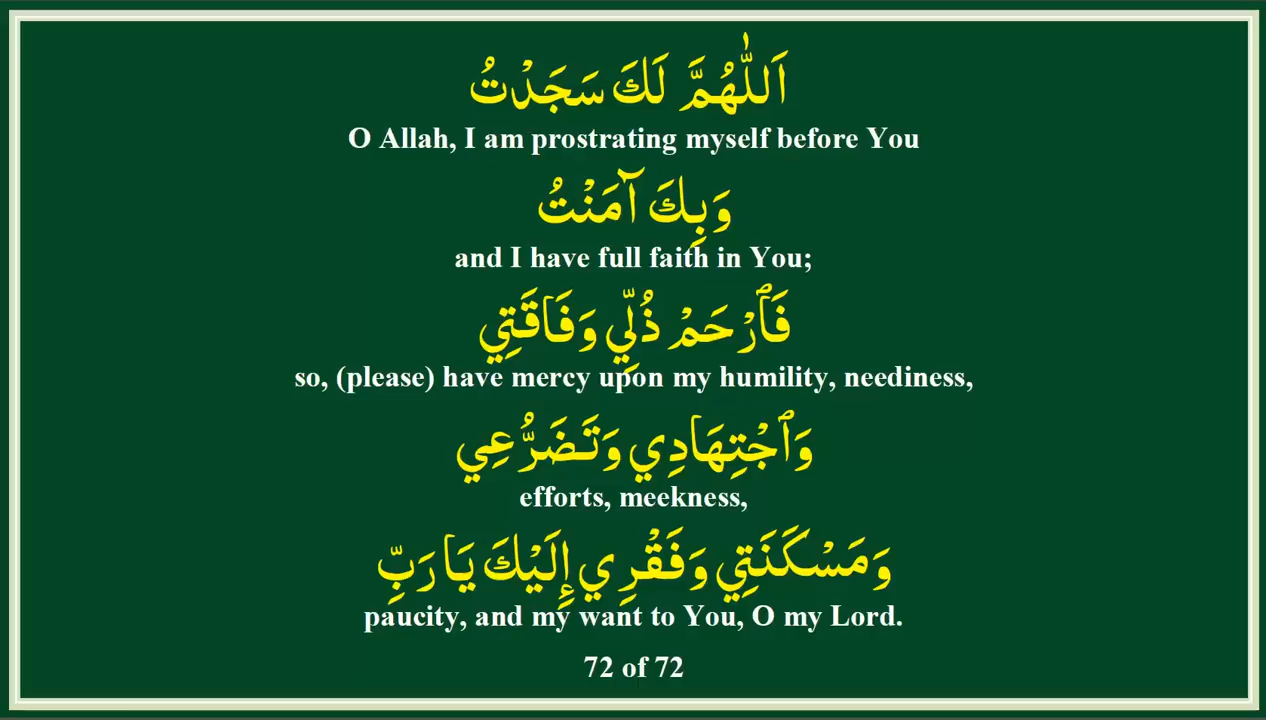 اَللّٰهُمَّ لَكَ سَجَدْتُ
O Allah, I am prostrating myself before You
وَبِكَ آمَنْتُ
and I have full faith in You;
فَٱرْحَمْ ذُلِّي وَفَاقَتِي
so, (please) have mercy upon my humility, neediness,
وَٱجْتِهَادِي وَتَضَرُّعِي
efforts, meekness,
وَمَسْكَنَتِي وَفَقْرِي إِلَيْكَ يَا رَبِّ
paucity, and my want to You, O my Lord.
72 of 72